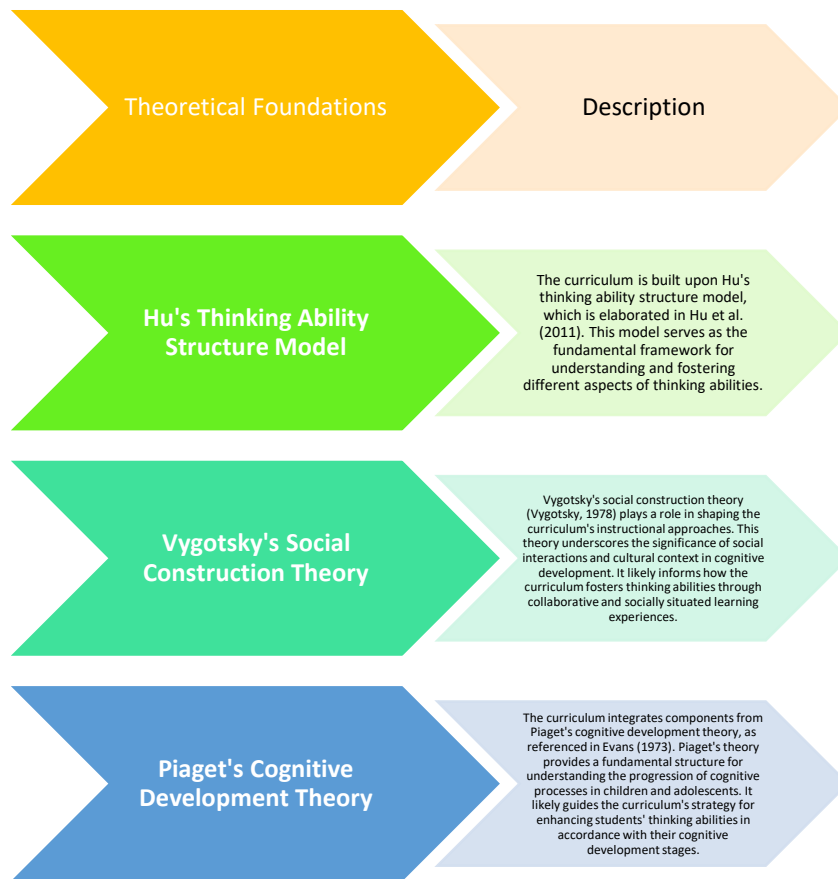 Theoretical Foundations
Description
Hu's Thinking Ability
Structure Model
The curriculum is built upon Hu's
thinking ability structure model,
which is elaborated in Hu et al.
(2011). This model serves as the
fundamental framework for
understanding and fostering
different aspects of thinking abilities.
Vygotsky's Social
Construction Theory
Vygotsky's social construction theory
(Vygotsky, 1978) plays a role in shaping the
curriculum's instructional approaches. This
theory underscores the significance of social
interactions and cultural context in cognitive
development. It likely informs how the
curriculum fosters thinking abilities through
collaborative and socially situated learning
experiences.
Piaget's Cognitive
Development Theory
The curriculum integrates components from
Piaget's cognitive development theory, as
referenced in Evans (1973). Piaget's theory
provides a fundamental structure for
understanding the progression of cognitive
processes in children and adolescents. It
likely guides the curriculum's strategy for
enhancing students' thinking abilities in
accordance with their cognitive
development stages.